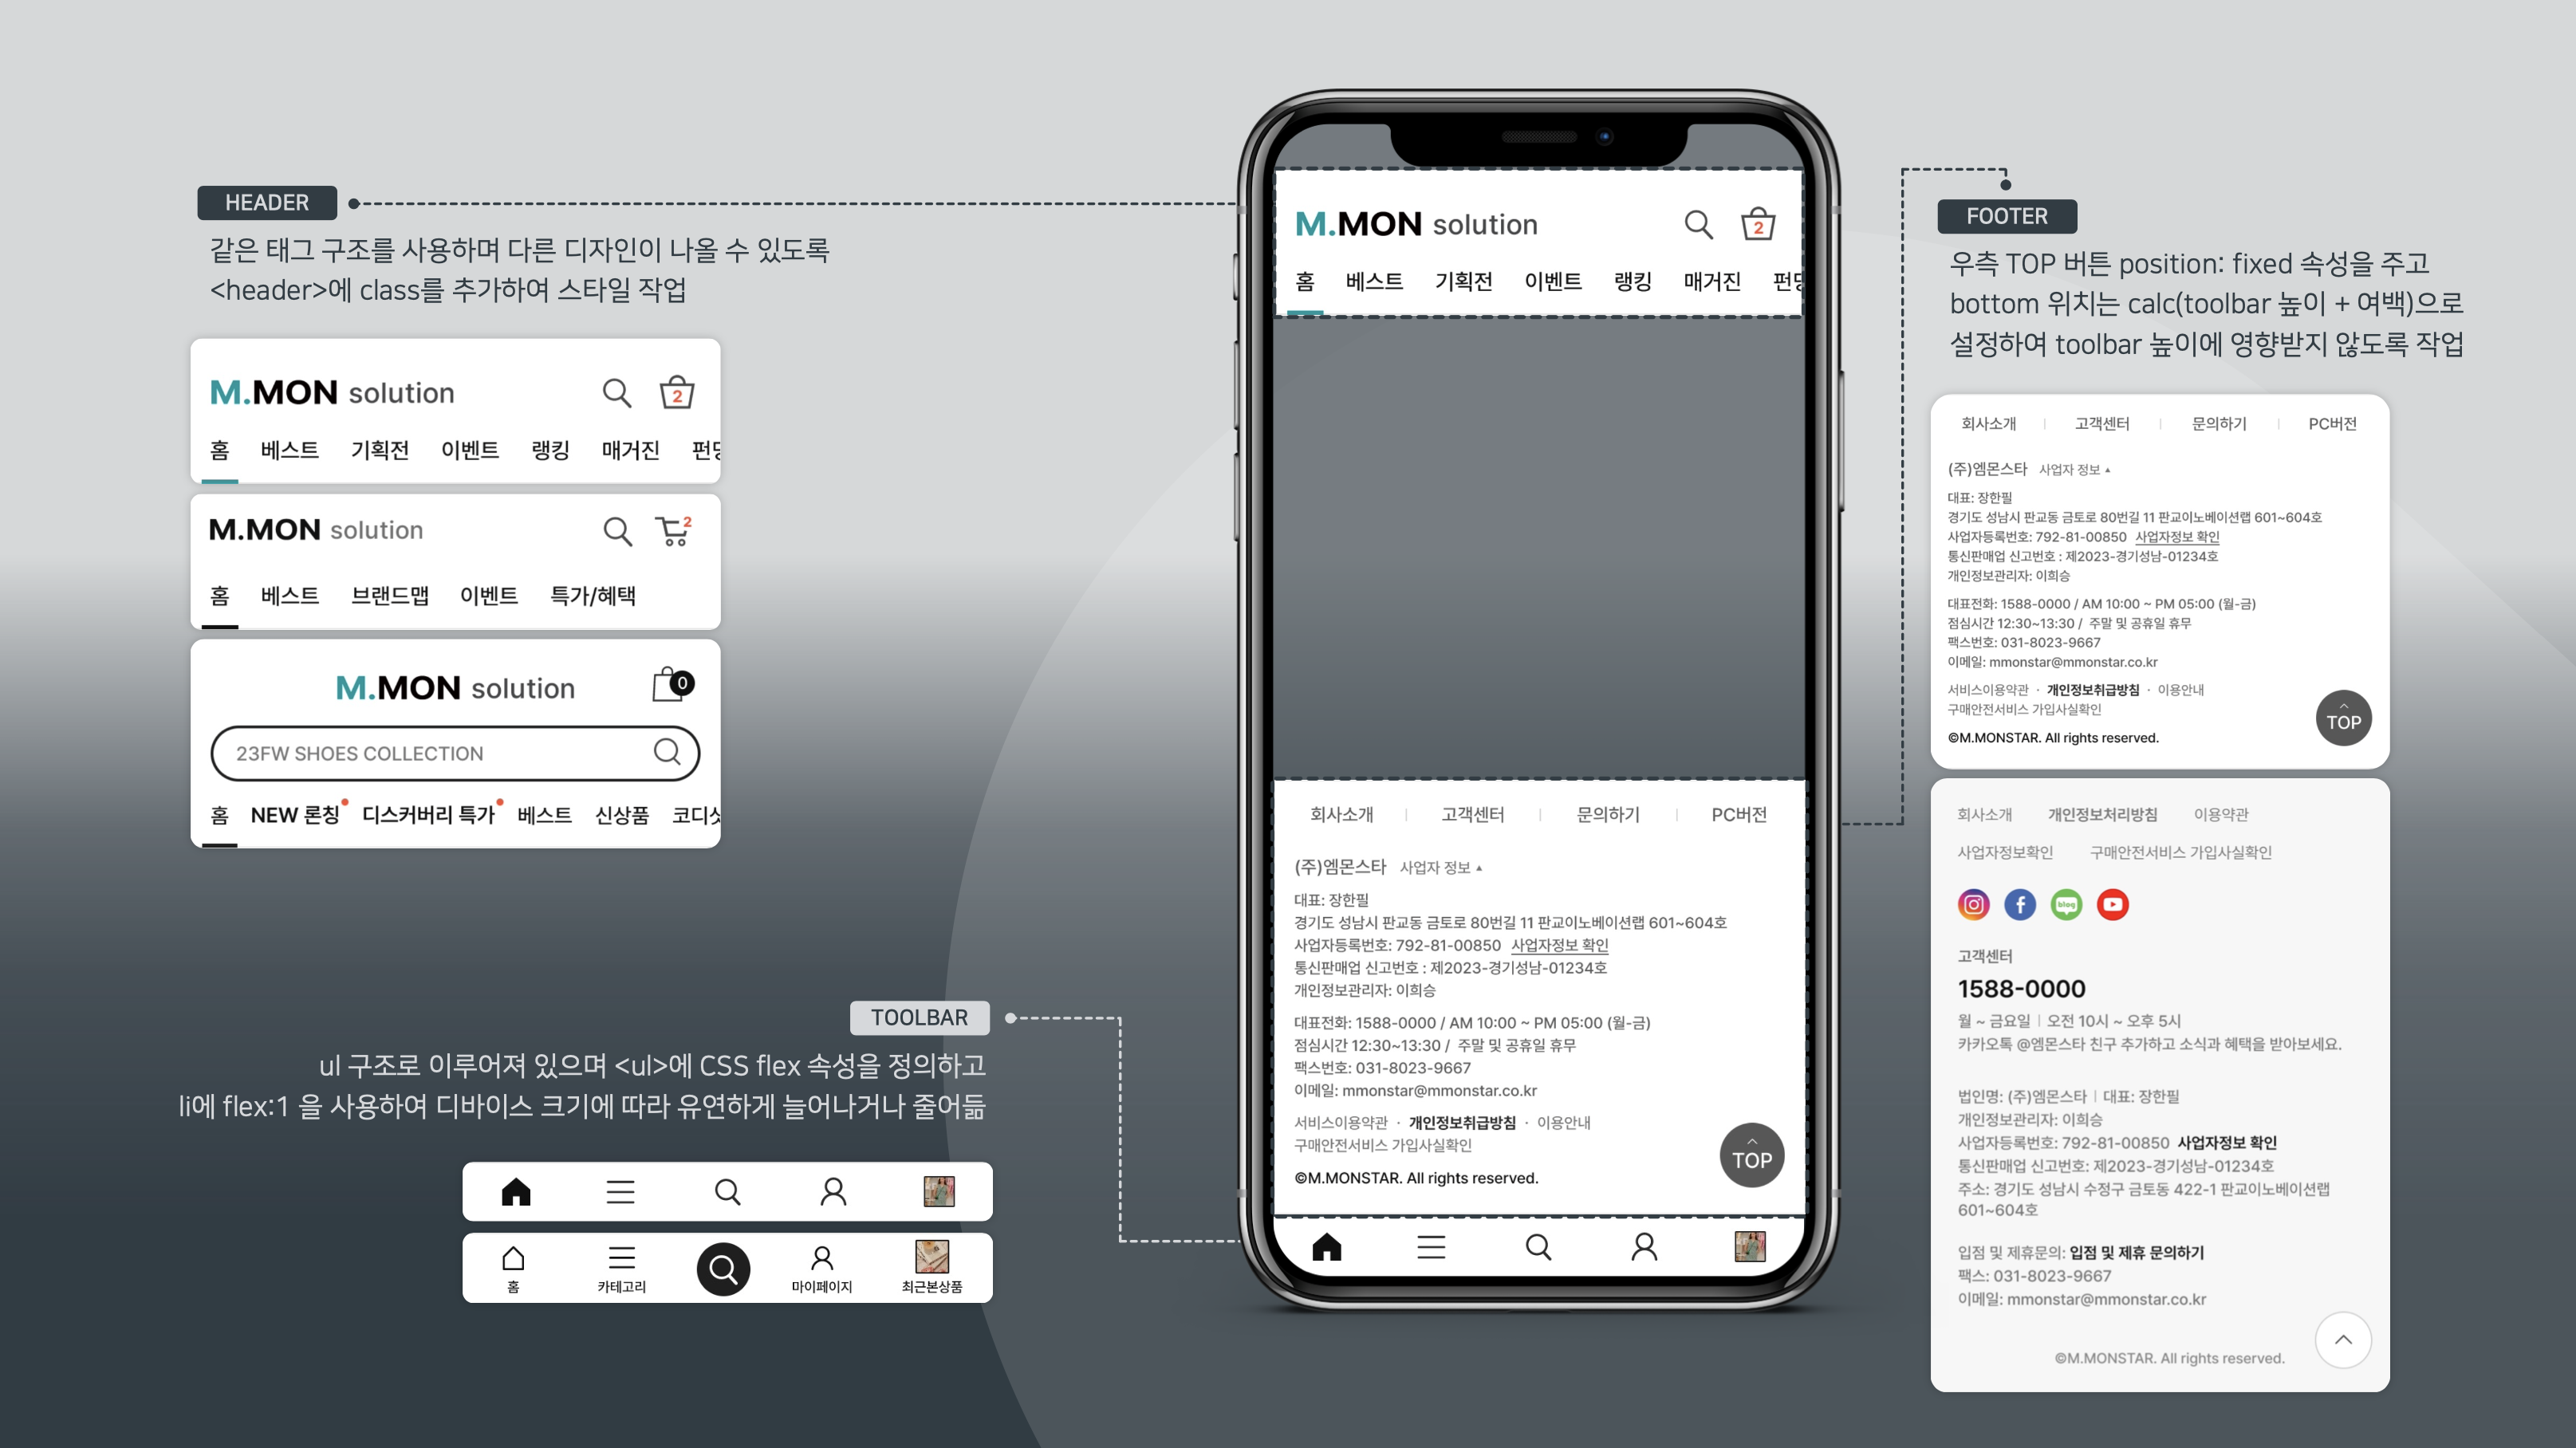 HEADER
같은 태그 구조를 사용하며 다른 디자인이 나올 수 있도록
<header>에 class를 추가하여 스타일 작업
M.MON solution
2
홈 베스트 기획전 이벤트 랭킹 매거진
M.MON solution
2
홈 베스트 브랜드맵 이벤트 특가/혜택
M.MON solution
0
23FW SHOES COLLECTION
홈 NEW 론칭 디스커버리 특가 베스트 신상품
TOOLBAR
ul 구조로 이루어져 있으며 <ul>에 CSS flex 속성을 정의하고
li에 flex:1 을 사용하여 디바이스 크기에 따라 유연하게 늘어나거나 줄어듦
홈 카테고리 마이페이지 최근본상품
M.MON solution
2
홈 베스트 기획전 이벤트 랭킹 매거진
회사소개 고객센터 문의하기 PC버전
(주)엠몬스타 사업자 정보 ▲
대표: 장한필
경기도 성남시 판교동 금토로 80번길 11 판교이노베이션랩 601~604호
사업자등록번호: 792-81-00850 사업자정보 확인
통신판매업 신고번호 : 제2023-경기성남-01234호
개인정보관리자: 이희승
대표전화: 1588-0000 / AM 10:00 ~ PM 05:00 (월-금)
점심시간 12:30~13:30 / 주말 및 공휴일 휴무
팩스번호: 031-8023-9667
이메일: mmonstar@mmonstar.co.kr
서비스이용약관 · 개인정보취급방침 · 이용안내
구매안전서비스 가입사실확인
TOP
©M.MONSTAR. All rights reserved.
FOOTER
우측 TOP 버튼 position: fixed 속성을 주고
bottom 위치는 calc(toolbar 높이 + 여백)으로
설정하여 toolbar 높이에 영향받지 않도록 작업
회사소개 고객센터 문의하기 PC버전
(주)엠몬스타 사업자 정보 ▲
대표: 장한필
경기도 성남시 판교동 금토로 80번길 11 판교이노베이션랩 601~604호
사업자등록번호: 792-81-00850 사업자정보 확인
통신판매업 신고번호 : 제2023-경기성남-01234호
개인정보관리자: 이희승
대표전화: 1588-0000 / AM 10:00 ~ PM 05:00 (월-금)
점심시간 12:30~13:30 / 주말 및 공휴일 휴무
팩스번호: 031-8023-9667
이메일: mmonstar@mmonstar.co.kr
서비스이용약관 · 개인정보취급방침 · 이용안내
구매안전서비스 가입사실확인
TOP
©M.MONSTAR. All rights reserved.
회사소개 개인정보처리방침 이용약관
사업자정보확인 구매안전서비스 가입사실확인
blog
고객센터
1588-0000
월 ~ 금요일 | 오전 10시 ~ 오후 5시
카카오톡 @엠몬스타 친구 추가하고 소식과 혜택을 받아보세요.
법인명: (주)엠몬스타 | 대표: 장한필
개인정보관리자: 이희승
사업자등록번호: 792-81-00850 사업자정보 확인
통신판매업 신고번호: 제2023-경기성남-01234호
주소: 경기도 성남시 수정구 금토동 422-1 판교이노베이션랩
601~604호
입점 및 제휴문의: 입점 및 제휴 문의하기
팩스: 031-8023-9667
이메일: mmonstar@mmonstar.co.kr
©M.MONSTAR. All rights reserved.